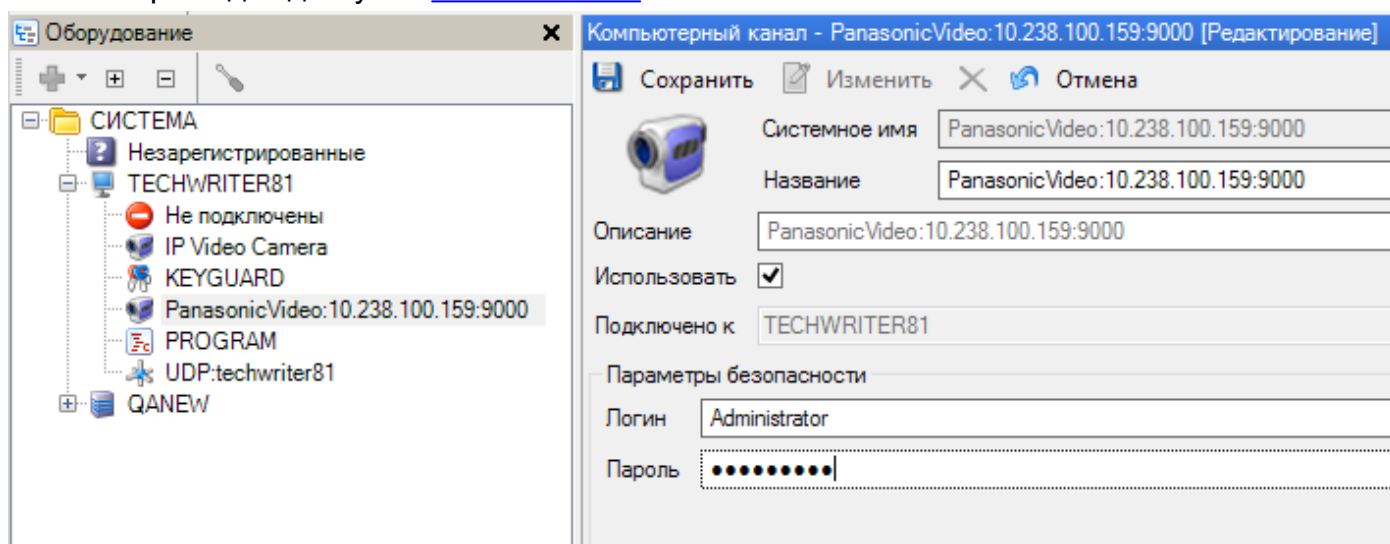 Оборудование
СИСТЕМА
Незарегистрированные
TECHWRITER81
Не подключены
IP Video Camera
KEYGUARD
PanasonicVideo:10.238.100.159:9000
PROGRAM
UDP:techwriter81
QANEW
Компьютерный канал - PanasonicVideo:10.238.100.159:9000 [Редактирование]
Сохранить Изменить Отмена
Системное имя PanasonicVideo:10.238.100.159:9000
Название PanasonicVideo:10.238.100.159:9000
Описание PanasonicVideo:10.238.100.159:9000
Использовать
Подключено к TECHWRITER81
Параметры безопасности
Логин Administrator
Пароль •••••••••